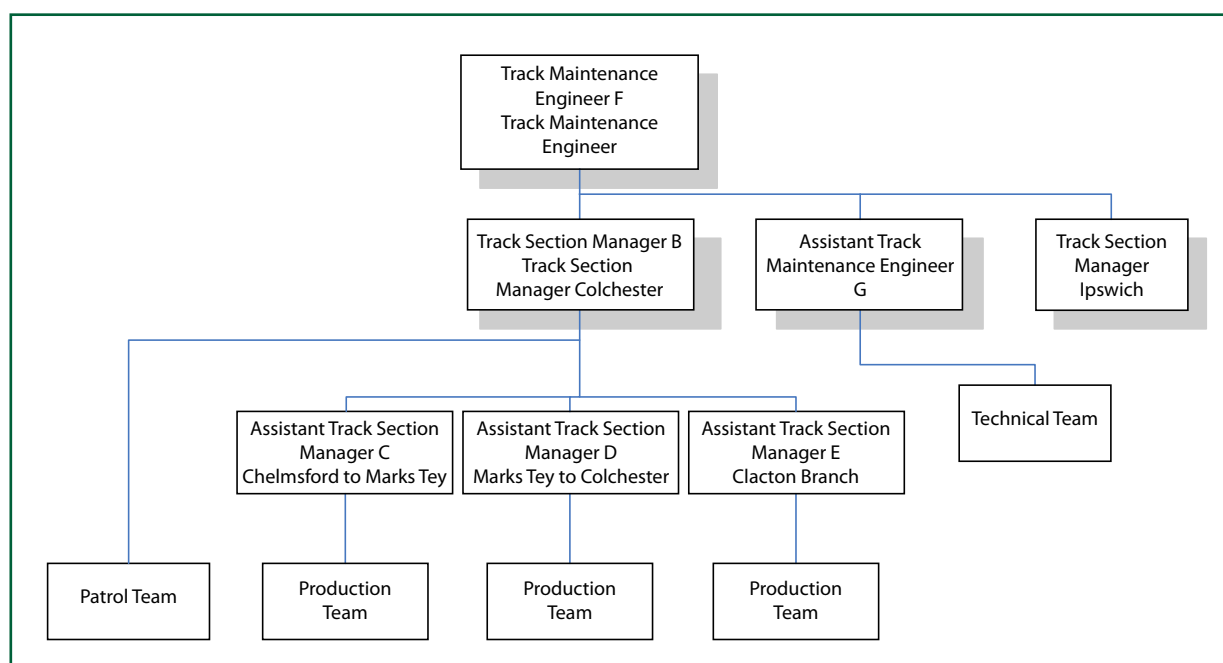 Track Maintenance
Engineer F
Track Maintenance
Engineer
Track Section Manager B
Track Section
Manager Colchester
Assistant Track
Maintenance Engineer
G
Track Section
Manager
Ipswich
Technical Team
Assistant Track Section
Manager C
Chelmsford to Marks Tey
Assistant Track Section
Manager D
Marks Tey to Colchester
Assistant Track Section
Manager E
Clacton Branch
Patrol Team
Production
Team
Production
Team
Production
Team